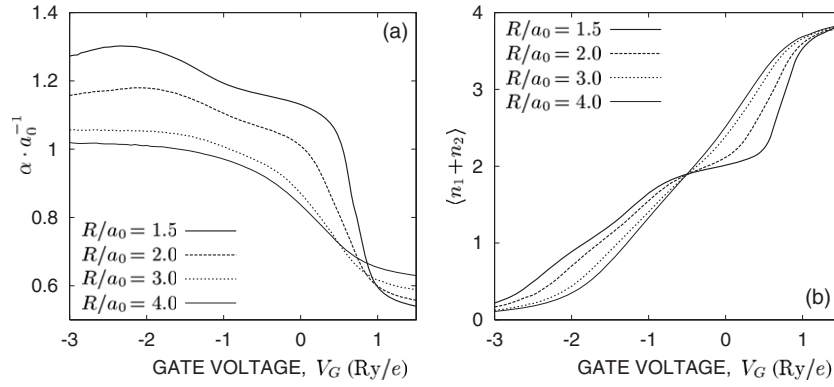 (a)
1.4
1.2
1
0.8
0.6
α · a₀⁻¹
R/a₀ = 1.5
R/a₀ = 2.0
R/a₀ = 3.0
R/a₀ = 4.0
-3 -2 -1 0 1
GATE VOLTAGE, V_G (Ry/e)
4
3
2
1
0
⟨n₁+n₂⟩
R/a₀ = 1.5
R/a₀ = 2.0
R/a₀ = 3.0
R/a₀ = 4.0
(b)
-3 -2 -1 0 1
GATE VOLTAGE, V_G (Ry/e)